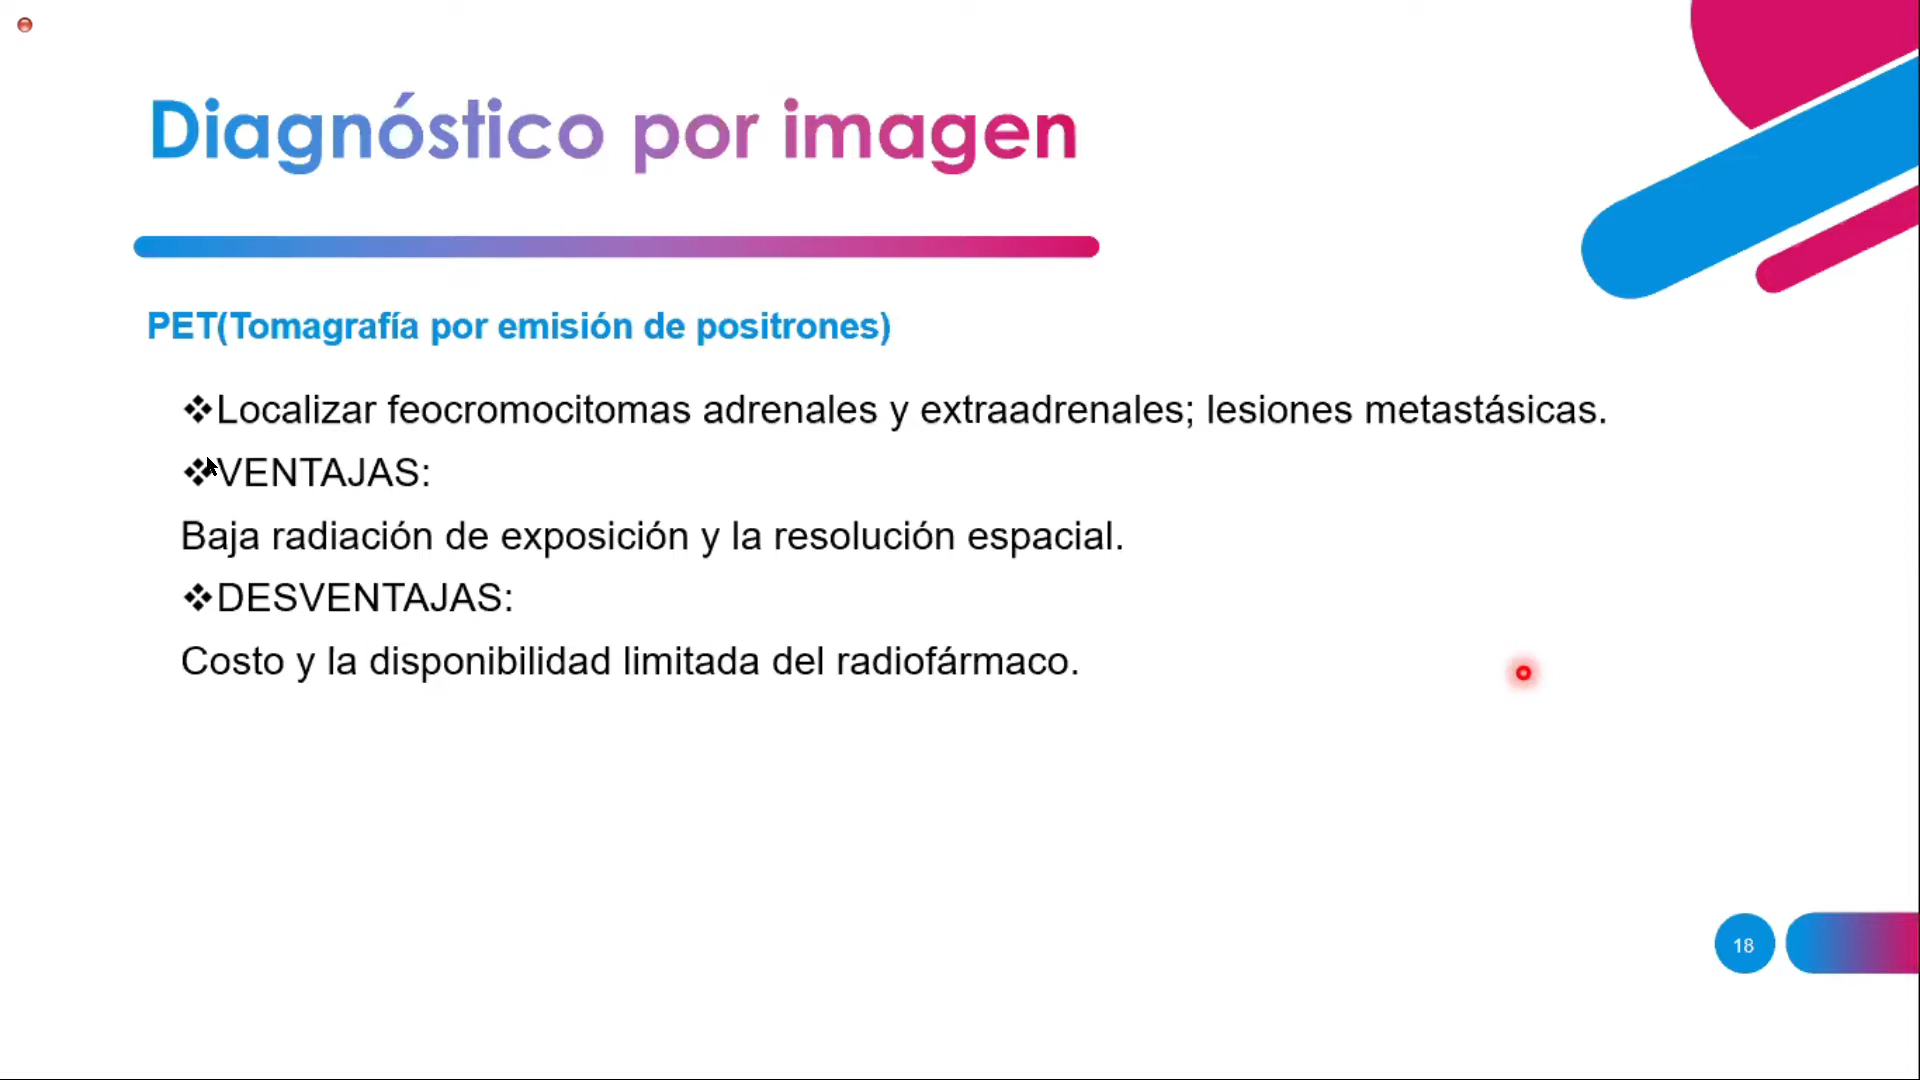 Diagnóstico por imagen
PET(Tomagrafía por emisión de positrones)
❖Localizar feocromocitomas adrenales y extraadrenales; lesiones metastásicas.
❖VENTAJAS:
Baja radiación de exposición y la resolución espacial.
❖DESVENTAJAS:
Costo y la disponibilidad limitada del radiofármaco.
18